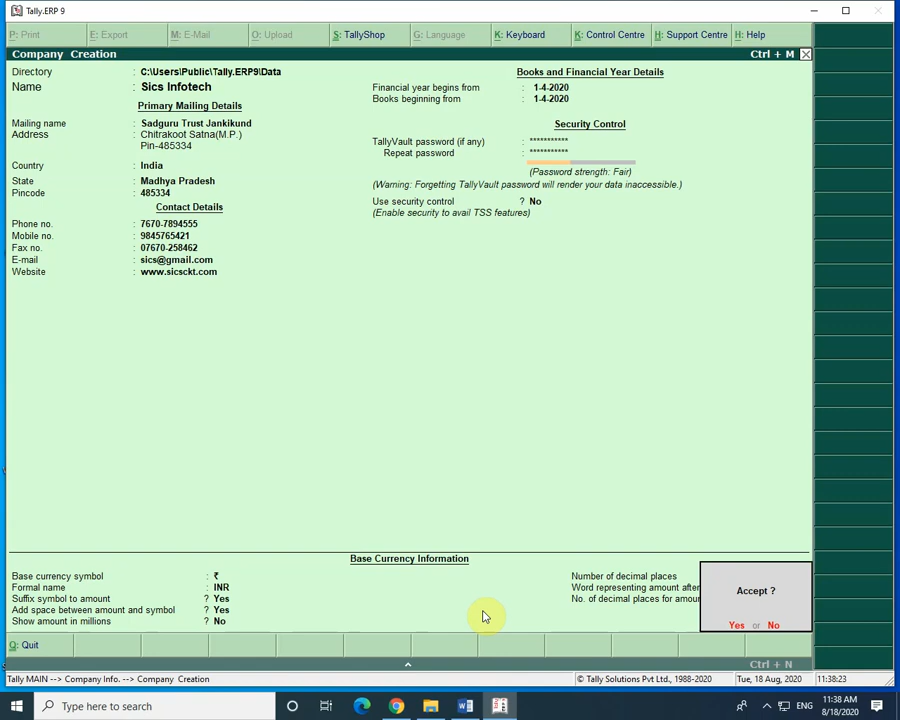 Tally.ERP 9
P: Print
E: Export
M: E-Mail
O: Upload
S: TallyShop
G: Language
K: Keyboard
K: Control Centre
H: Support Centre
H: Help
Company Creation
Ctrl + M
Directory : C:\Users\Public\Tally.ERP9\Data
Name : Sics Infotech
Primary Mailing Details
Mailing name : Sadguru Trust Jankikund
Address : Chitrakoot Satna(M.P.)
Pin-485334
Country : India
State : Madhya Pradesh
Pincode : 485334
Contact Details
Phone no. : 7670-7894555
Mobile no. : 9845765421
Fax no. : 07670-258462
E-mail : sics@gmail.com
Website : www.sicsckt.com
Books and Financial Year Details
Financial year begins from : 1-4-2020
Books beginning from : 1-4-2020
Security Control
TallyVault password (if any) : ***********
Repeat password : ***********
(Password strength: Fair)
(Warning: Forgetting TallyVault password will render your data inaccessible.)
Use security control ? No
(Enable security to avail TSS features)
Base Currency Information
Base currency symbol : ₹
Formal name : INR
Suffix symbol to amount ? Yes
Add space between amount and symbol ? Yes
Show amount in millions ? No
Number of decimal places
Word representing amount after
No. of decimal places for amoun
Accept ?
Yes or No
Q: Quit
Ctrl + N
Tally MAIN --> Company Info. --> Company Creation
© Tally Solutions Pvt Ltd., 1988-2020
Tue, 18 Aug, 2020
11:38:23
Type here to search
ENG
11:38 AM
8/18/2020